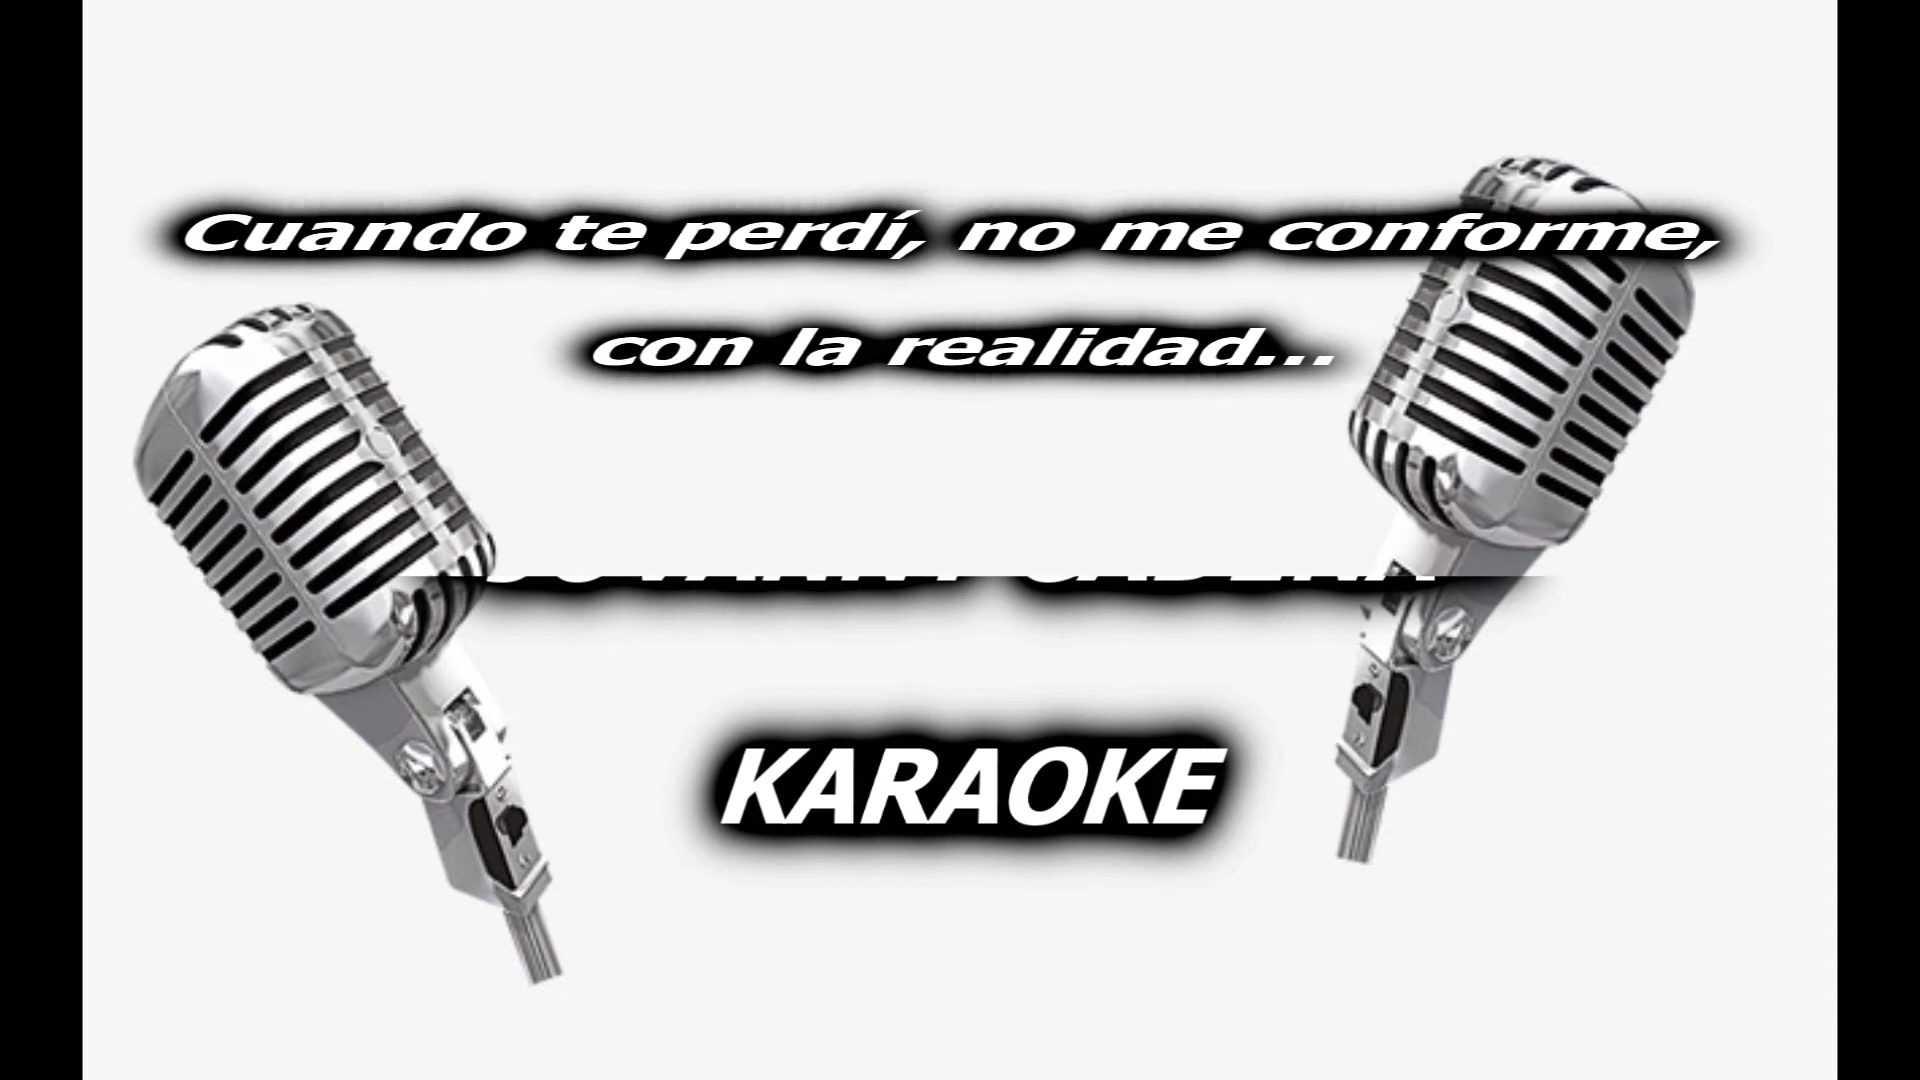 Cuando te perdí, no me conforme,
con la realidad...
KARAOKE